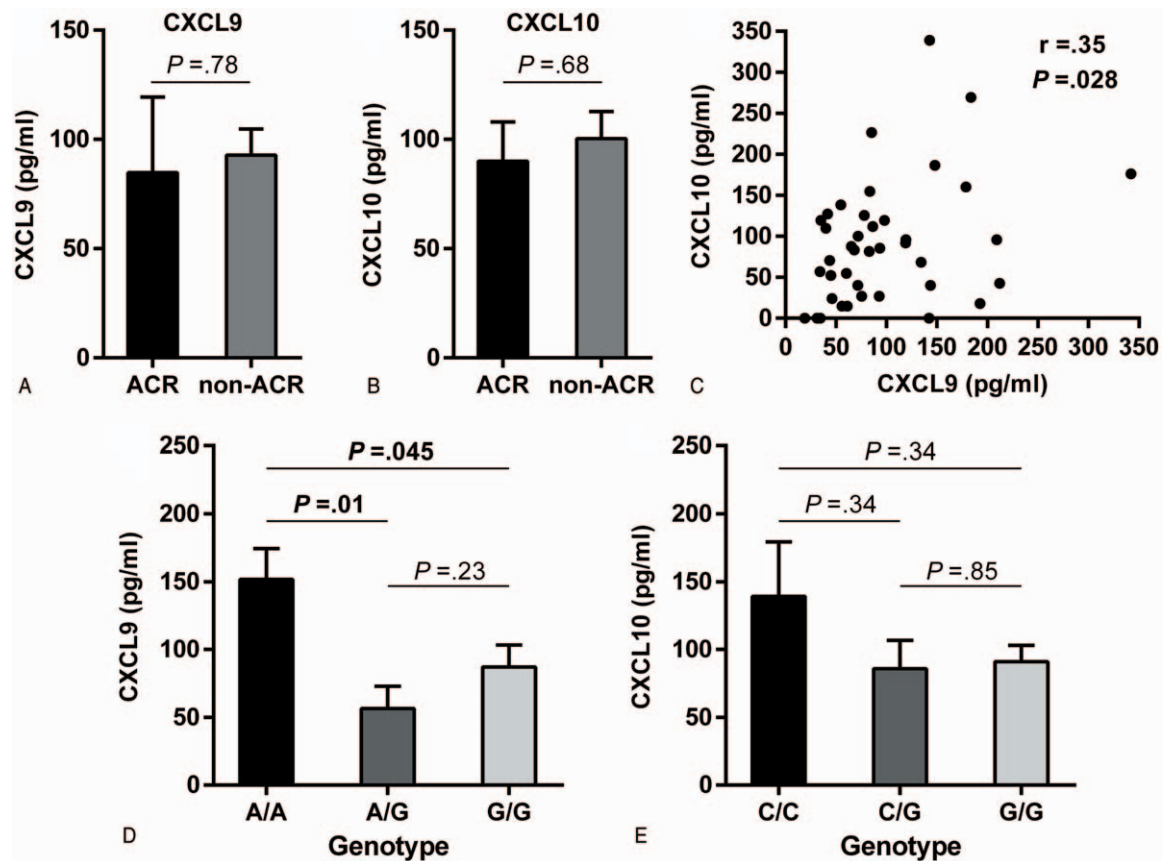 CXCL9
P =.78
150
100
50
0
CXCL9 (pg/ml)
ACR non-ACR
A
CXCL10
P =.68
150
100
50
0
CXCL10 (pg/ml)
ACR non-ACR
B
r =.35
P =.028
350
300
250
200
150
100
50
0
CXCL10 (pg/ml)
0 50 100 150 200 250 300 350
CXCL9 (pg/ml)
C
P =.045
P =.01
P =.23
250
200
150
100
50
0
CXCL9 (pg/ml)
A/A A/G G/G
Genotype
D
P =.34
P =.34
P =.85
250
200
150
100
50
0
CXCL10 (pg/ml)
C/C C/G G/G
Genotype
E